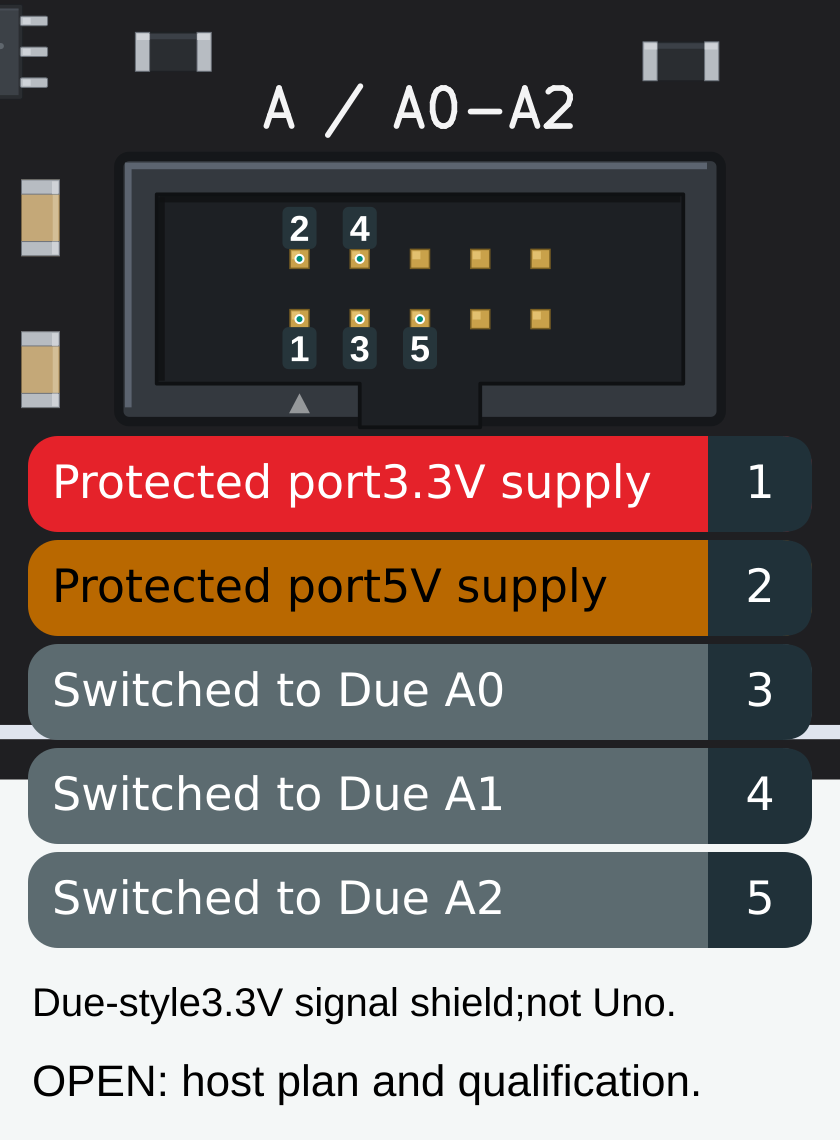 A / A0-A2
2 4
1 3 5
Protected port3.3V supply 1
Protected port5V supply 2
Switched to Due A0 3
Switched to Due A1 4
Switched to Due A2 5
Due-style3.3V signal shield;not Uno.
OPEN: host plan and qualification.